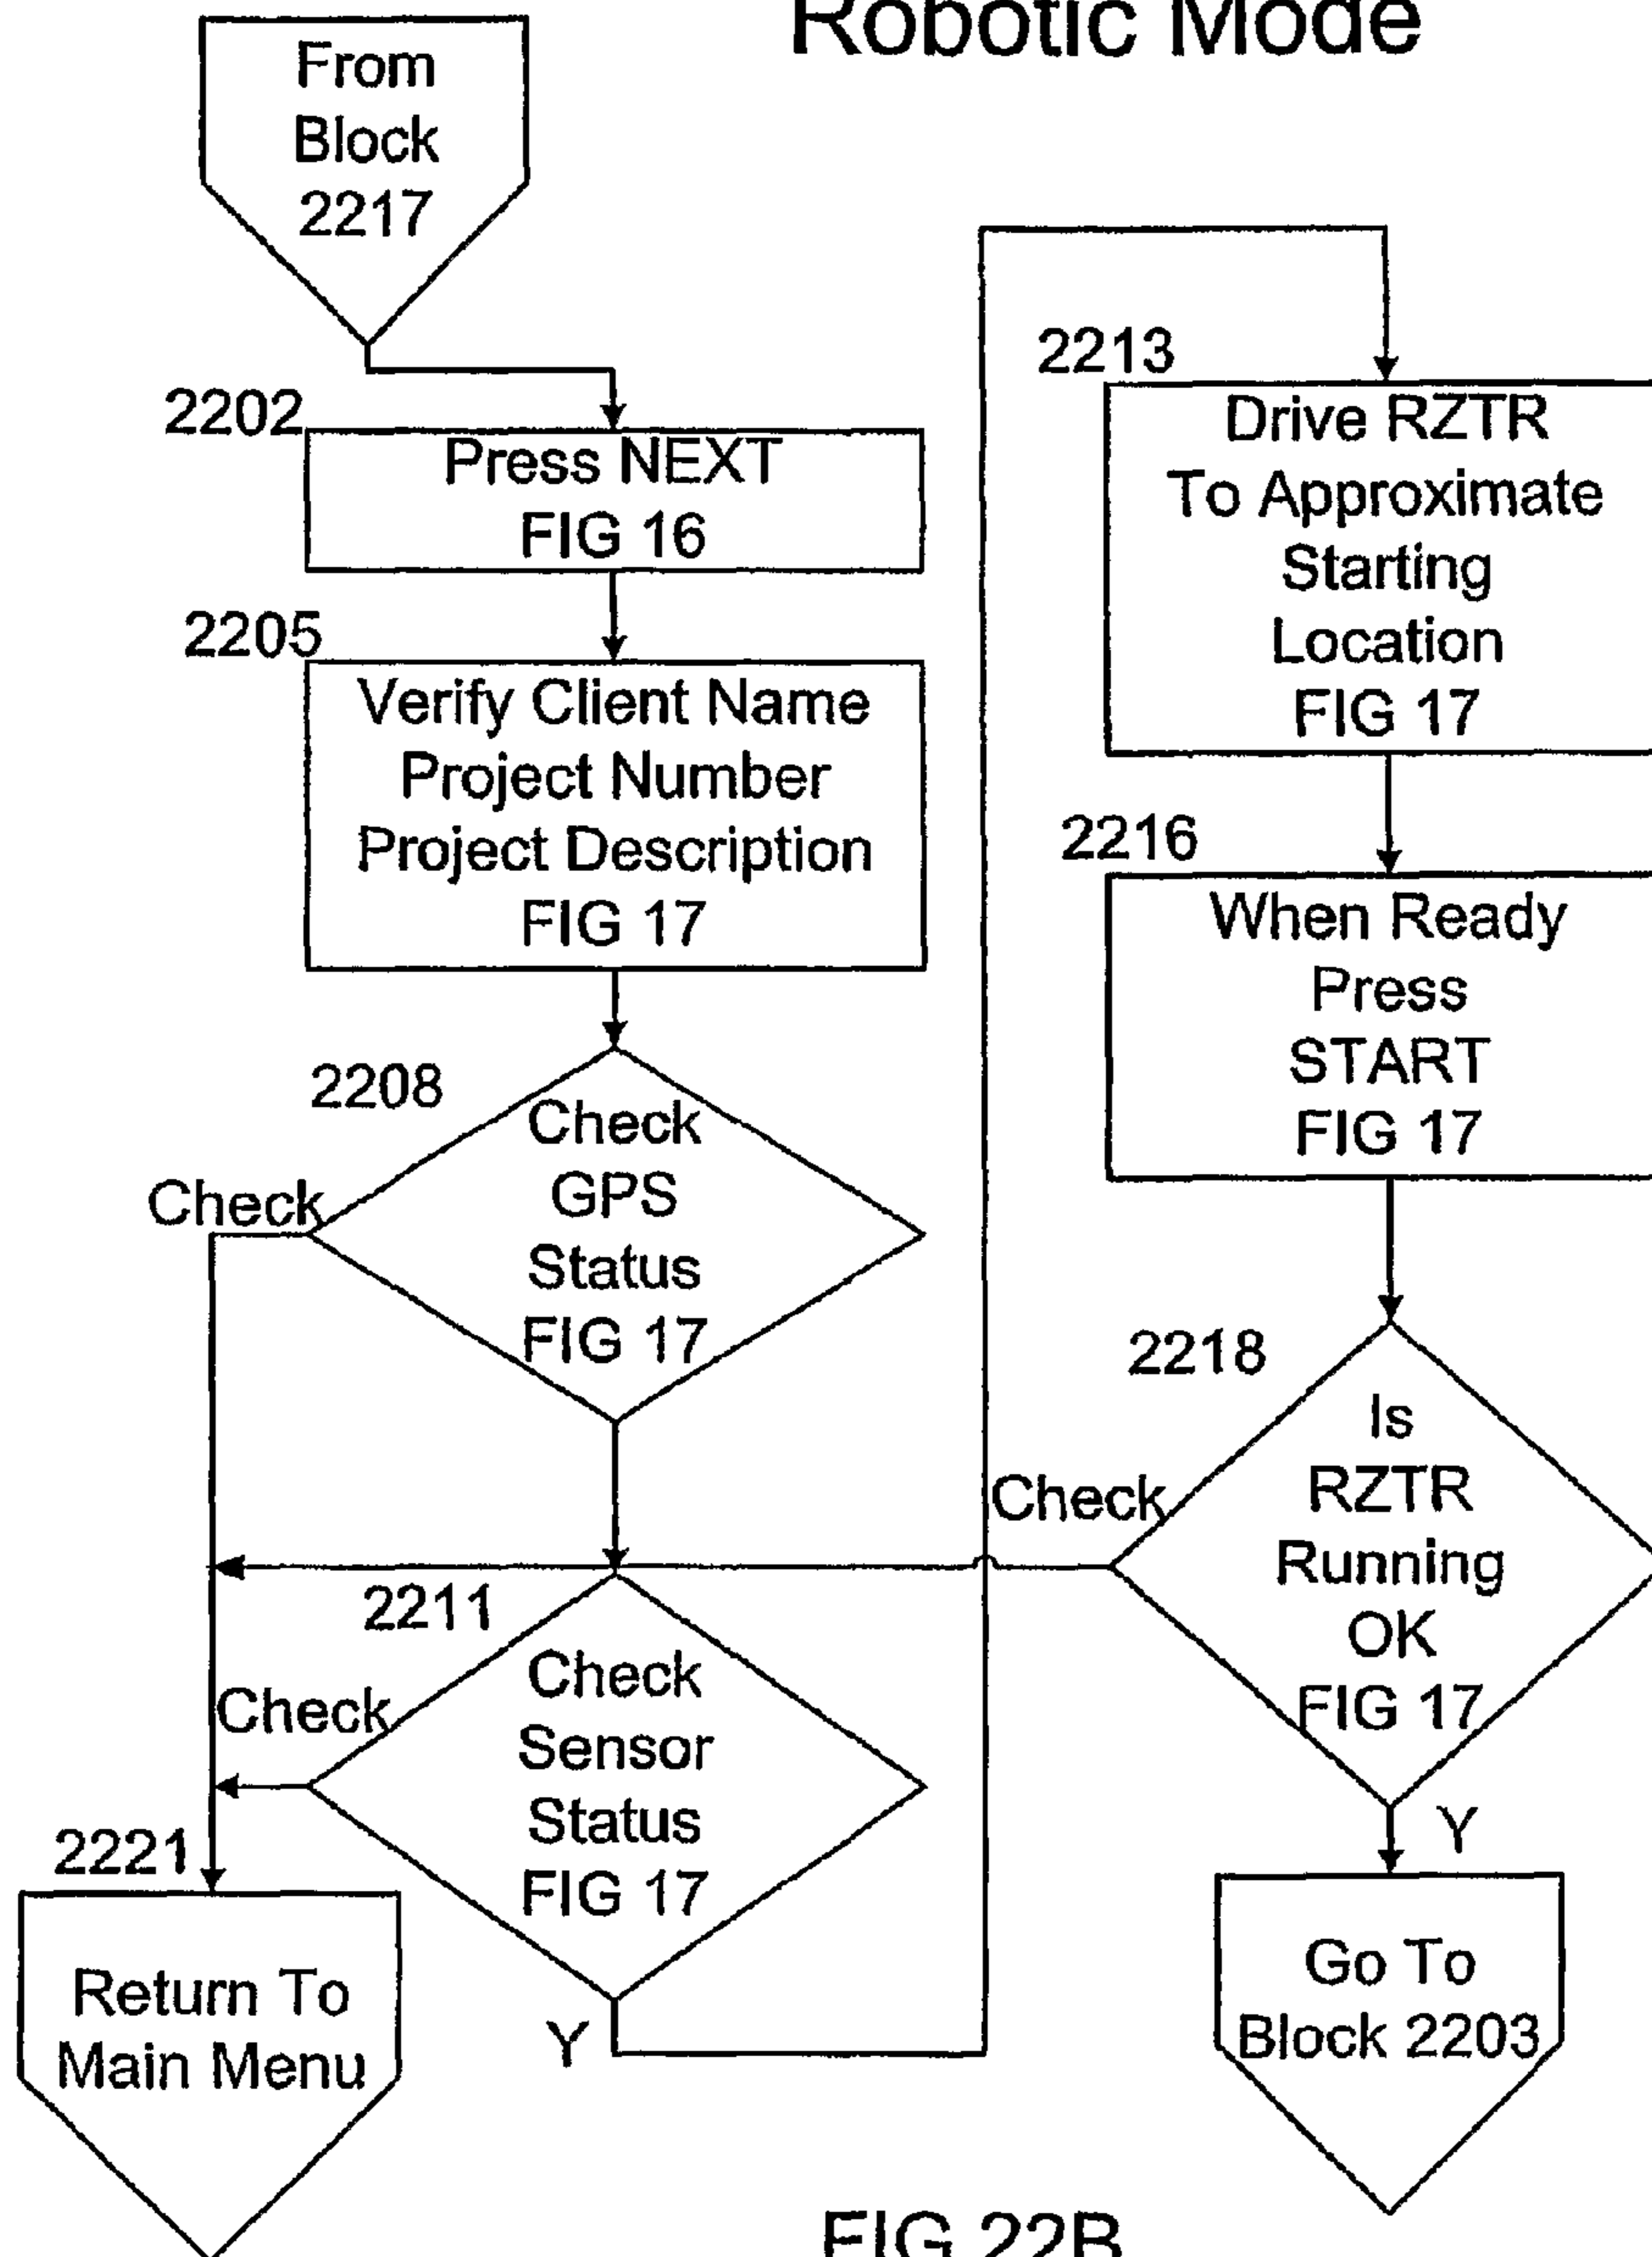 Robotic Mode
From
Block
2217
2202
Press NEXT
FIG 16
2205
Verify Client Name
Project Number
Project Description
FIG 17
2208
Check
GPS
Status
FIG 17
Check
2211
Check
Sensor
Status
FIG 17
Check
Y
2221
Return To
Main Menu
2213
Drive RZTR
To Approximate
Starting
Location
FIG 17
2216
When Ready
Press
START
FIG 17
2218
Is
RZTR
Running
OK
FIG 17
Check
Y
Go To
Block 2203
FIG 22B